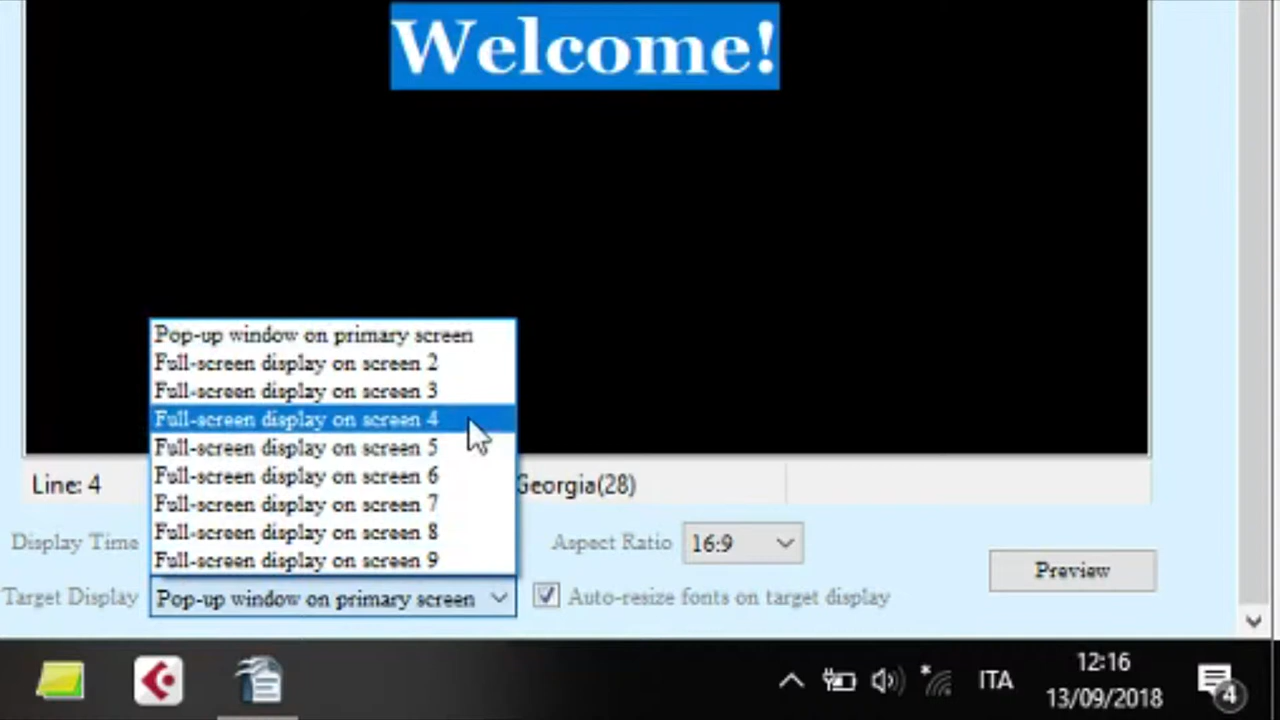 Welcome!
Pop-up window on primary screen
Full-screen display on screen 2
Full-screen display on screen 3
Full-screen display on screen 4
Full-screen display on screen 5
Full-screen display on screen 6
Full-screen display on screen 7
Full-screen display on screen 8
Full-screen display on screen 9
Line: 4
Georgia(28)
Display Time
Aspect Ratio
16:9
Preview
Target Display
Pop-up window on primary screen
Auto-resize fonts on target display
ITA
12:16
13/09/2018
4